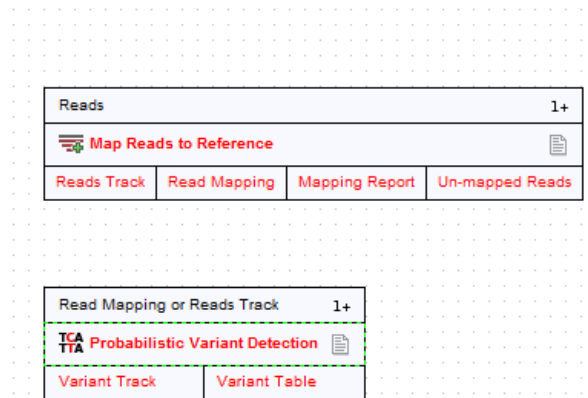 Reads 1+
Map Reads to Reference
Reads Track Read Mapping Mapping Report Un-mapped Reads
Read Mapping or Reads Track 1+
TCA
TTA Probabilistic Variant Detection
Variant Track Variant Table